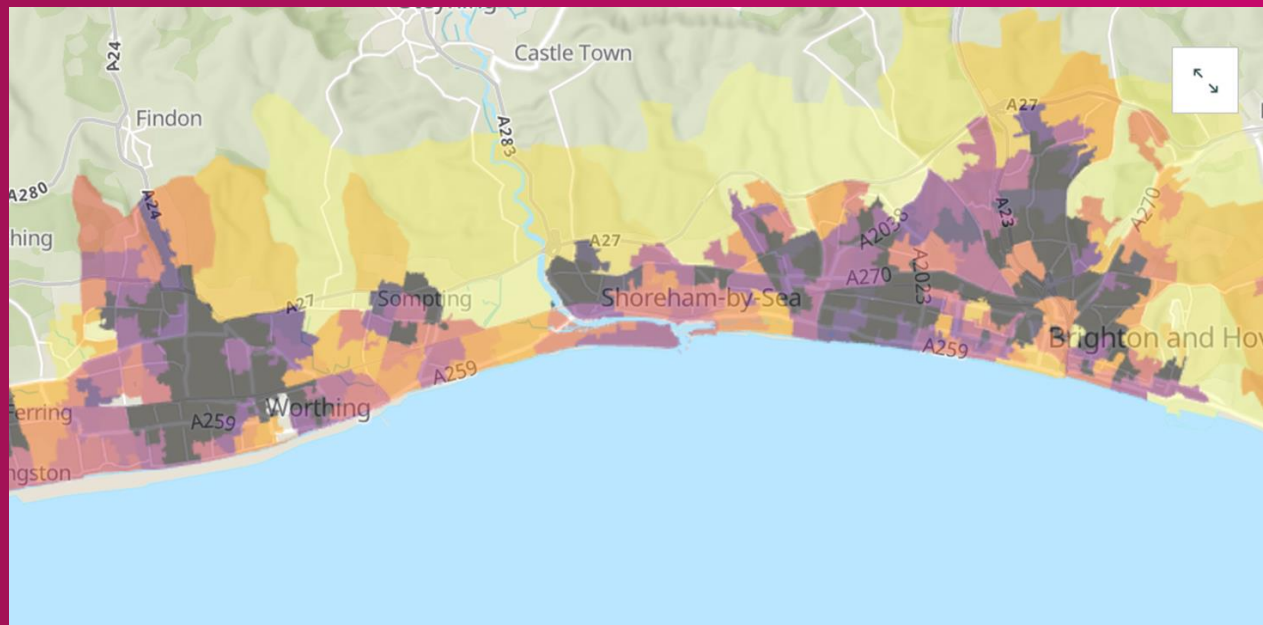 A24
Castle Town
Findon
A283
A27
A280
A24
hing
A27
A2038
A23
A270
A270
A2023
A27
Sompting
Shoreham-by-Sea
Brighton and Hov
A259
A259
Worthing
Ferring
A259
ngston